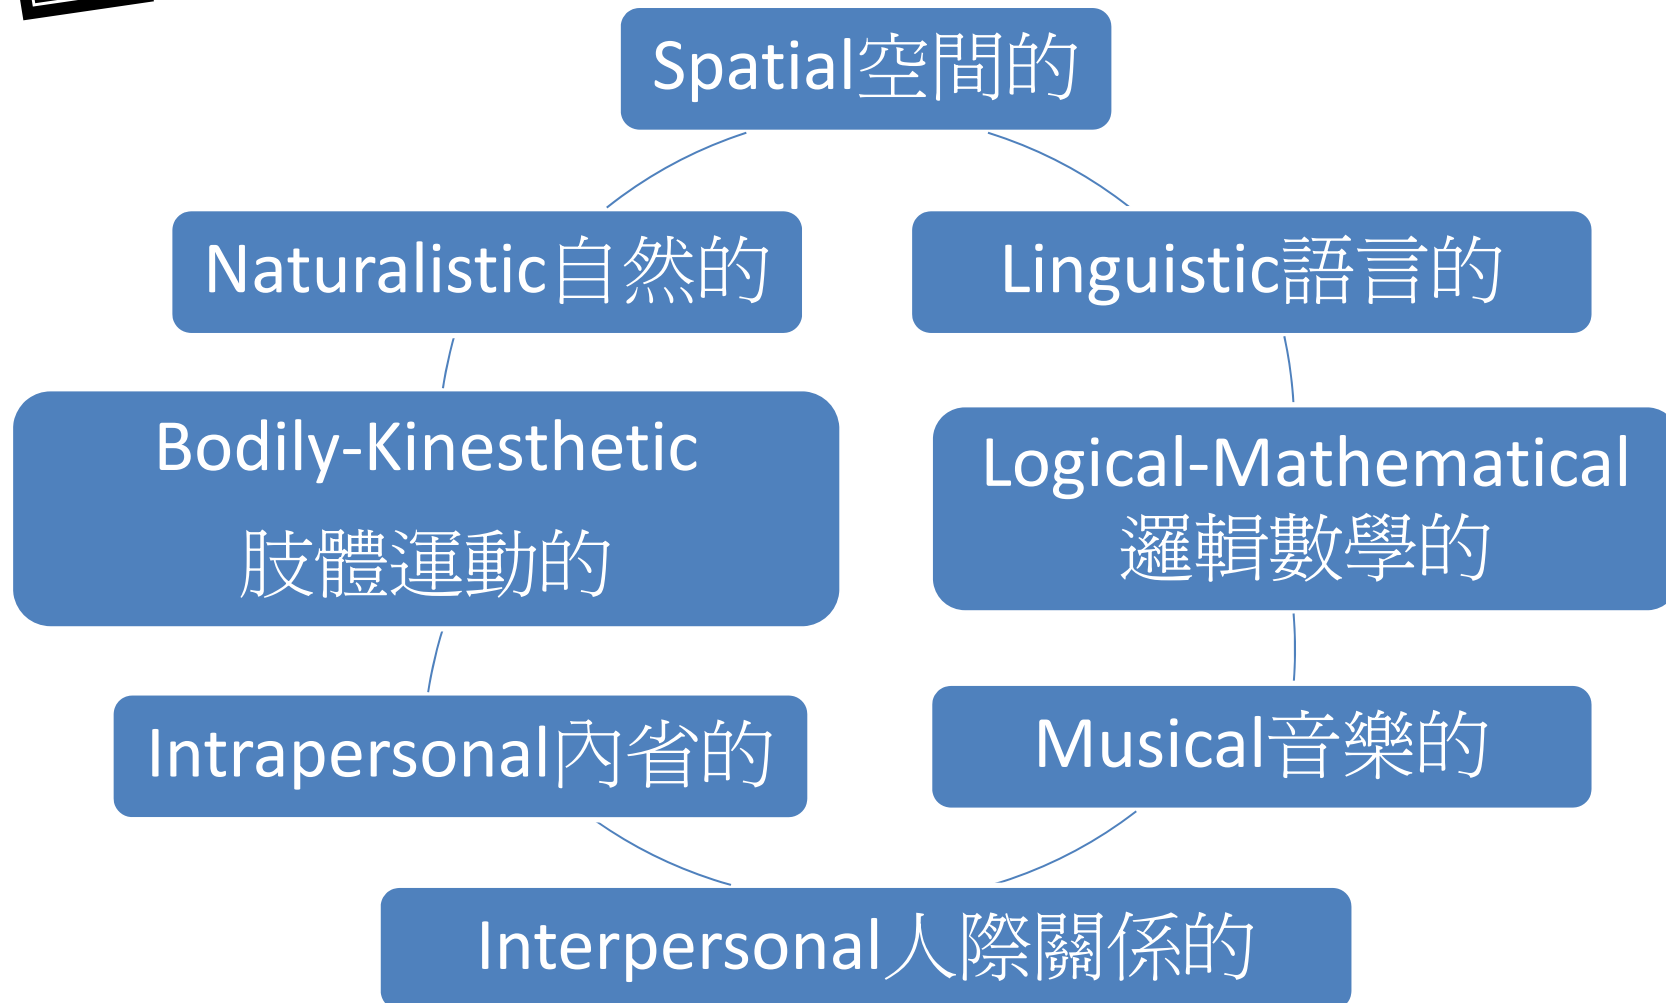 Spatial空間的
Naturalistic自然的
Linguistic語言的
Bodily-Kinesthetic
肢體運動的
Logical-Mathematical
邏輯數學的
Intrapersonal內省的
Musical音樂的
Interpersonal人際關係的